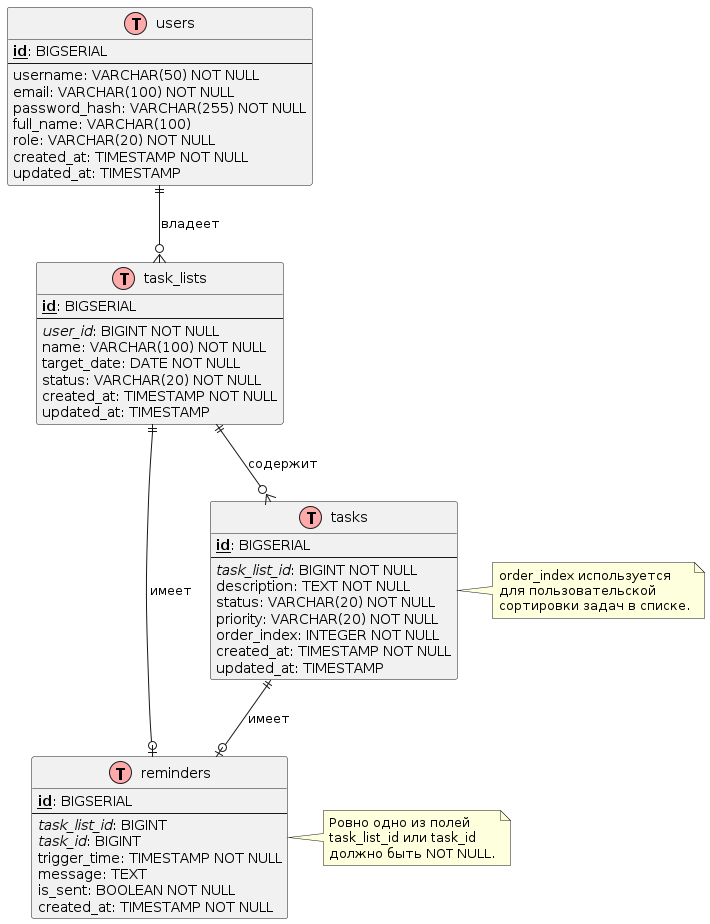 T users
id: BIGSERIAL
username: VARCHAR(50) NOT NULL
email: VARCHAR(100) NOT NULL
password_hash: VARCHAR(255) NOT NULL
full_name: VARCHAR(100)
role: VARCHAR(20) NOT NULL
created_at: TIMESTAMP NOT NULL
updated_at: TIMESTAMP
владеет
T task_lists
id: BIGSERIAL
user_id: BIGINT NOT NULL
name: VARCHAR(100) NOT NULL
target_date: DATE NOT NULL
status: VARCHAR(20) NOT NULL
created_at: TIMESTAMP NOT NULL
updated_at: TIMESTAMP
содержит
T tasks
id: BIGSERIAL
task_list_id: BIGINT NOT NULL
description: TEXT NOT NULL
status: VARCHAR(20) NOT NULL
priority: VARCHAR(20) NOT NULL
order_index: INTEGER NOT NULL
created_at: TIMESTAMP NOT NULL
updated_at: TIMESTAMP
order_index используется
для пользовательской
сортировки задач в списке.
имеет
имеет
T reminders
id: BIGSERIAL
task_list_id: BIGINT
task_id: BIGINT
trigger_time: TIMESTAMP NOT NULL
message: TEXT
is_sent: BOOLEAN NOT NULL
created_at: TIMESTAMP NOT NULL
Ровно одно из полей
task_list_id или task_id
должно быть NOT NULL.